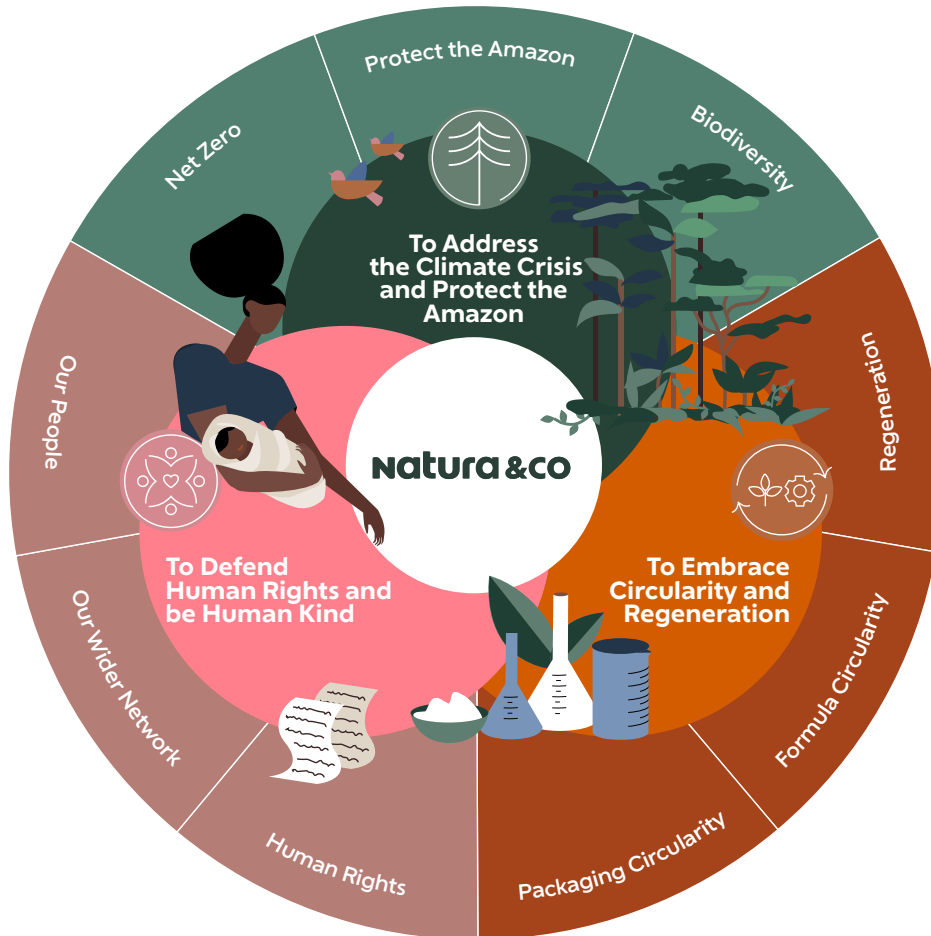 Protect the Amazon
Net Zero
Biodiversity
To Address
the Climate Crisis
and Protect the
Amazon
Our People
Regeneration
Natura &CO
To Defend
Human Rights and
be Human Kind
To Embrace
Circularity and
Regeneration
Our Wider Network
Formula Circularity
Human Rights
Packaging Circularity